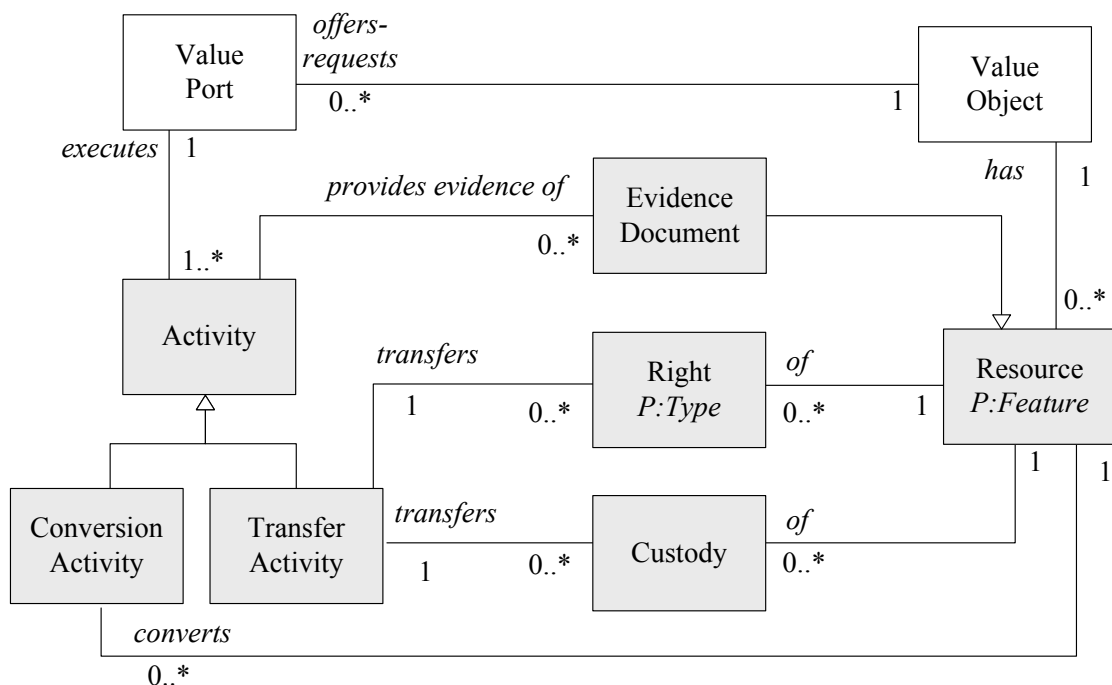 Value
Port
offers-
requests
0..*
1
Value
Object
executes
1
has
1
provides evidence of
0..*
Evidence
Document
1..*
0..*
Activity
transfers
1
0..*
Right
P:Type
of
0..*
1
Resource
P:Feature
1
1
Conversion
Activity
Transfer
Activity
transfers
1
0..*
Custody
of
0..*
converts
0..*